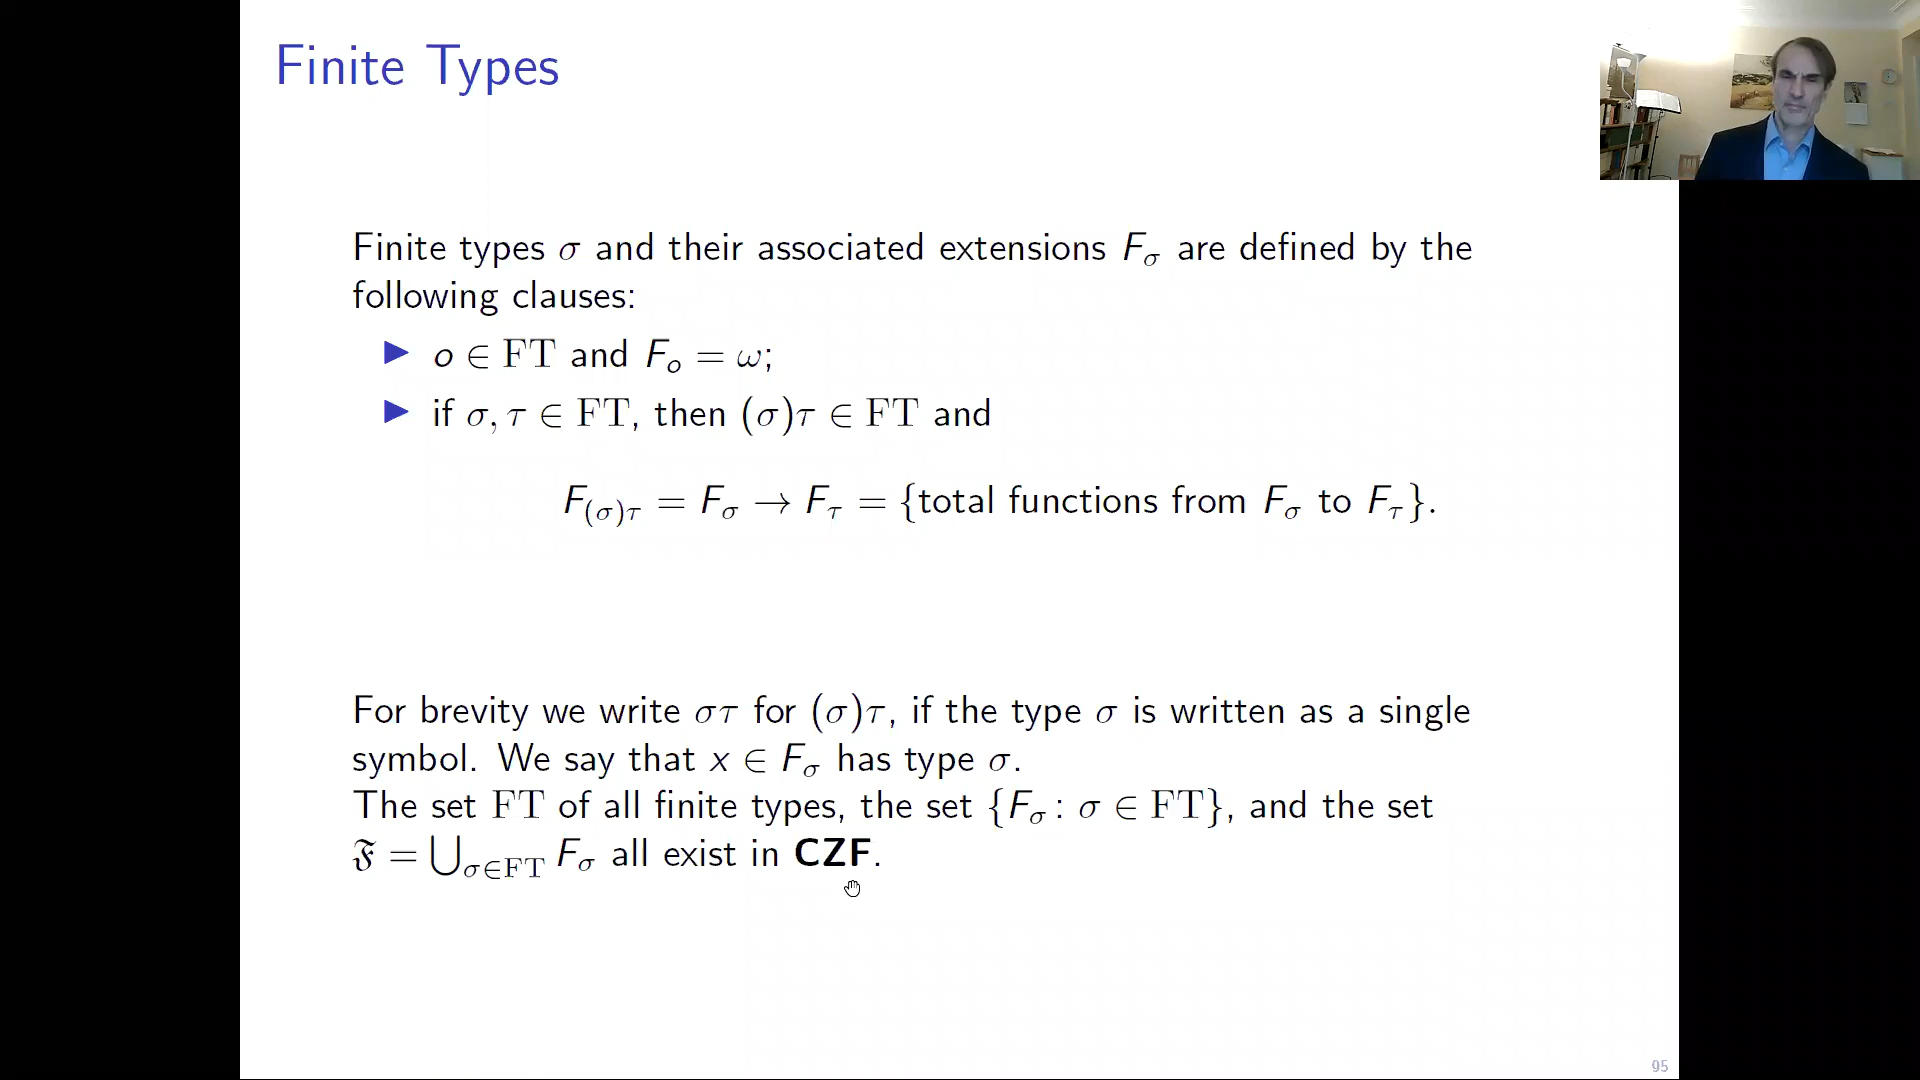 Finite Types
Finite types σ and their associated extensions F_σ are defined by the
following clauses:
▶ o ∈ FT and F_o = ω;
▶ if σ, τ ∈ FT, then (σ)τ ∈ FT and
F_(σ)τ = F_σ → F_τ = {total functions from F_σ to F_τ}.
For brevity we write στ for (σ)τ, if the type σ is written as a single
symbol. We say that x ∈ F_σ has type σ.
The set FT of all finite types, the set {F_σ : σ ∈ FT}, and the set
𝔉 = ⋃_σ∈FT F_σ all exist in CZF.
95